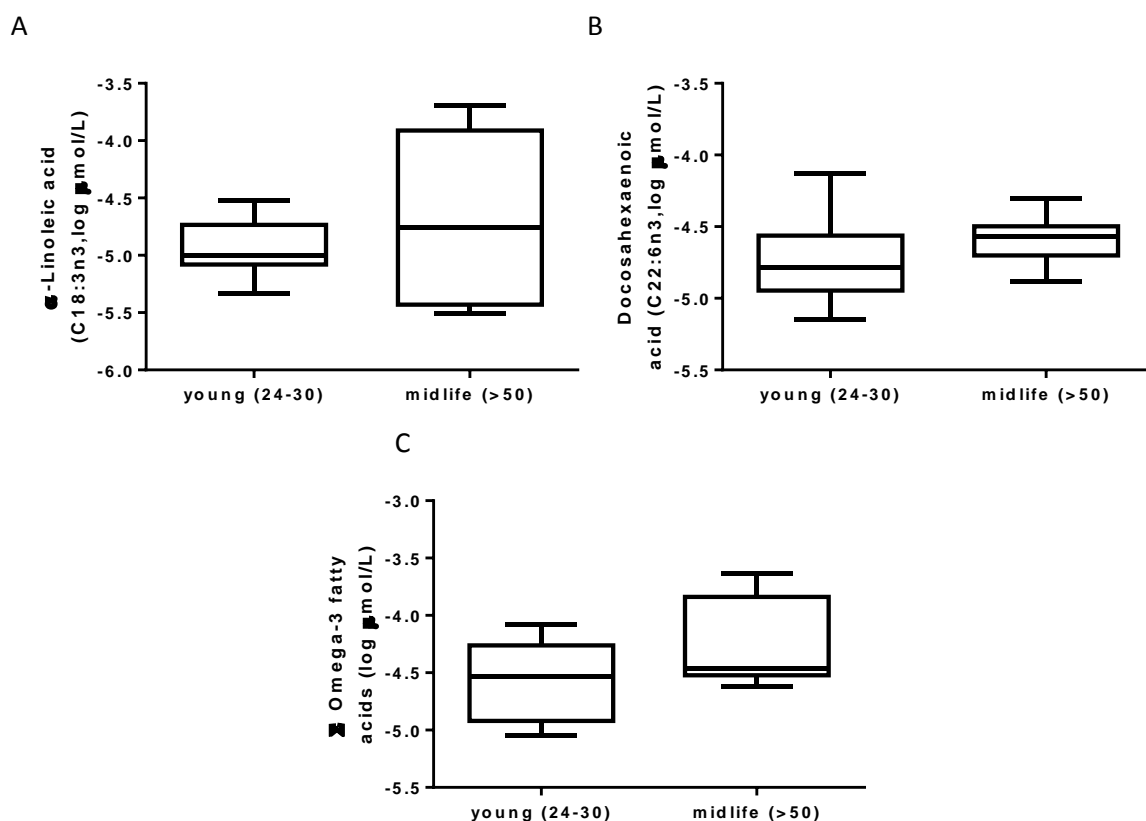 A
α-Linoleic acid
(C18:3n3,log μmol/L)
-3.5
-4.0
-4.5
-5.0
-5.5
-6.0
young (24-30)
midlife (>50)
B
Docosahexaenoic
acid (C22:6n3,log μmol/L)
-3.5
-4.0
-4.5
-5.0
-5.5
young (24-30)
midlife (>50)
C
Σ Omega-3 fatty
acids (log μmol/L)
-3.0
-3.5
-4.0
-4.5
-5.0
-5.5
young (24-30)
midlife (>50)